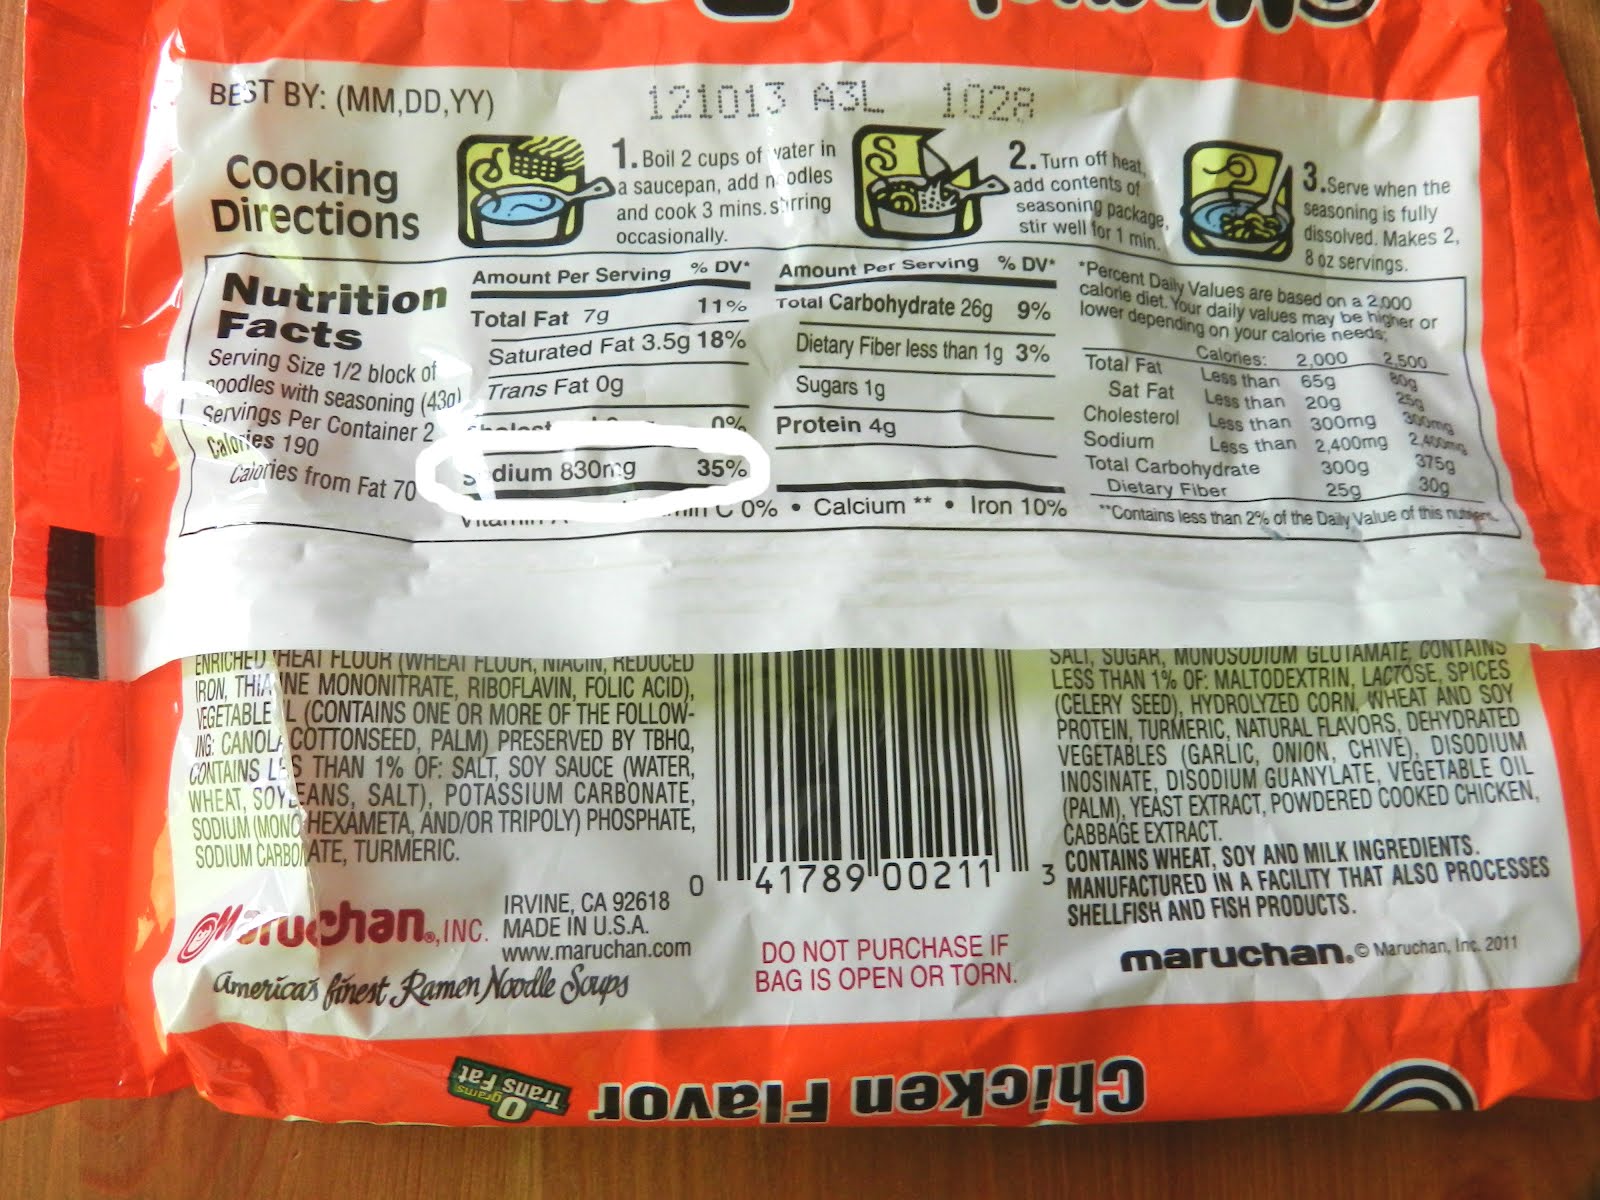 BEST BY: (MM,DD,YY)
121013 A3L 1028
Cooking
Directions
1. Boil 2 cups of water in
a saucepan, add noodles
and cook 3 mins. stirring
occasionally.
2. Turn off heat,
add contents of
seasoning package,
stir well for 1 min.
3. Serve when the
seasoning is fully
dissolved. Makes 2,
8 oz servings.
Nutrition
Facts
Serving Size 1/2 block of
noodles with seasoning (43g)
Servings Per Container 2
Calories 190
Calories from Fat 70
Amount Per Serving % DV*
Total Fat 7g 11%
Saturated Fat 3.5g 18%
Trans Fat 0g
0%
Sodium 830mg 35%
Amount Per Serving % DV*
Total Carbohydrate 26g 9%
Dietary Fiber less than 1g 3%
Sugars 1g
Protein 4g
C 0% • Calcium ** • Iron 10%
*Percent Daily Values are based on a 2,000
calorie diet. Your daily values may be higher or
lower depending on your calorie needs:
Calories: 2,000 2,500
Total Fat Less than 65g 80g
Sat Fat Less than 20g 25g
Cholesterol Less than 300mg 300mg
Sodium Less than 2,400mg 2,400mg
Total Carbohydrate 300g 375g
Dietary Fiber 25g 30g
**Contains less than 2% of the Daily Value of this nutrient.
ENRICHED WHEAT FLOUR (WHEAT FLOUR, NIACIN, REDUCED
IRON, THIAMINE MONONITRATE, RIBOFLAVIN, FOLIC ACID),
VEGETABLE OIL (CONTAINS ONE OR MORE OF THE FOLLOW-
ING: CANOLA, COTTONSEED, PALM) PRESERVED BY TBHQ,
CONTAINS LESS THAN 1% OF: SALT, SOY SAUCE (WATER,
WHEAT, SOYBEANS, SALT), POTASSIUM CARBONATE,
SODIUM (MONO, HEXAMETA, AND/OR TRIPOLY) PHOSPHATE,
SODIUM CARBONATE, TURMERIC.
Maruchan®, INC.
IRVINE, CA 92618
MADE IN U.S.A.
www.maruchan.com
America's finest Ramen Noodle Soups
0 41789 00211 3
DO NOT PURCHASE IF
BAG IS OPEN OR TORN.
SALT, SUGAR, MONOSODIUM GLUTAMATE, CONTAINS
LESS THAN 1% OF: MALTODEXTRIN, LACTOSE, SPICES
(CELERY SEED), HYDROLYZED CORN, WHEAT AND SOY
PROTEIN, TURMERIC, NATURAL FLAVORS, DEHYDRATED
VEGETABLES (GARLIC, ONION, CHIVE), DISODIUM
INOSINATE, DISODIUM GUANYLATE, VEGETABLE OIL
(PALM), YEAST EXTRACT, POWDERED COOKED CHICKEN,
CABBAGE EXTRACT.
CONTAINS WHEAT, SOY AND MILK INGREDIENTS.
MANUFACTURED IN A FACILITY THAT ALSO PROCESSES
SHELLFISH AND FISH PRODUCTS.
maruchan.® © Maruchan, Inc. 2011
Chicken Flavor
0 grams
Trans Fat